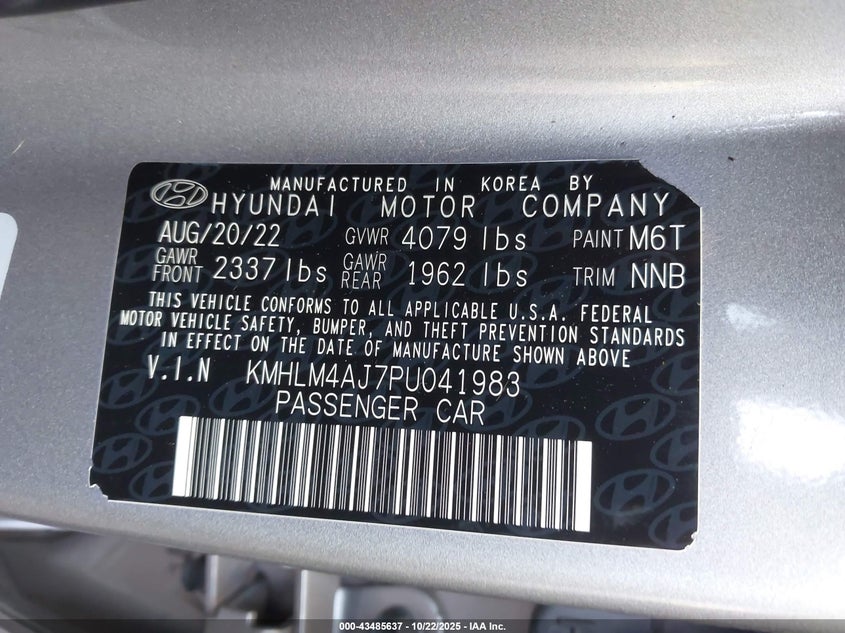 MANUFACTURED IN KOREA BY
HYUNDAI MOTOR COMPANY
AUG/20/22 GVWR 4079 lbs PAINT M6T
GAWR FRONT 2337 lbs GAWR REAR 1962 lbs TRIM NNB
THIS VEHICLE CONFORMS TO ALL APPLICABLE U.S.A. FEDERAL
MOTOR VEHICLE SAFETY, BUMPER, AND THEFT PREVENTION STANDARDS
IN EFFECT ON THE DATE OF MANUFACTURE SHOWN ABOVE
V.I.N KMHLM4AJ7PU041983
PASSENGER CAR
000-43485637 - 10/22/2025 - IAA Inc.